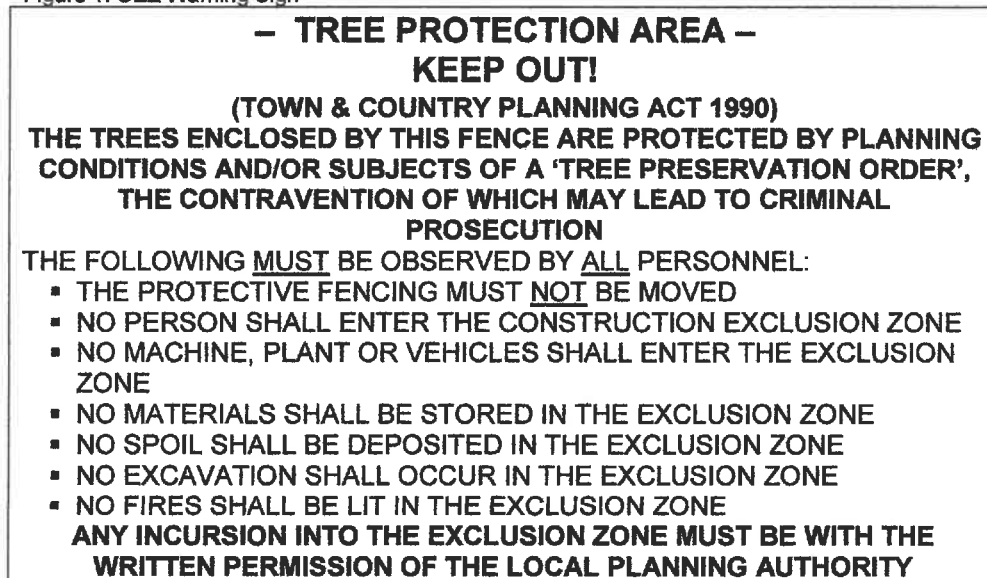 – TREE PROTECTION AREA –
KEEP OUT!
(TOWN & COUNTRY PLANNING ACT 1990)
THE TREES ENCLOSED BY THIS FENCE ARE PROTECTED BY PLANNING
CONDITIONS AND/OR SUBJECTS OF A ‘TREE PRESERVATION ORDER’,
THE CONTRAVENTION OF WHICH MAY LEAD TO CRIMINAL
PROSECUTION
THE FOLLOWING MUST BE OBSERVED BY ALL PERSONNEL:
▪ THE PROTECTIVE FENCING MUST NOT BE MOVED
▪ NO PERSON SHALL ENTER THE CONSTRUCTION EXCLUSION ZONE
▪ NO MACHINE, PLANT OR VEHICLES SHALL ENTER THE EXCLUSION
ZONE
▪ NO MATERIALS SHALL BE STORED IN THE EXCLUSION ZONE
▪ NO SPOIL SHALL BE DEPOSITED IN THE EXCLUSION ZONE
▪ NO EXCAVATION SHALL OCCUR IN THE EXCLUSION ZONE
▪ NO FIRES SHALL BE LIT IN THE EXCLUSION ZONE
ANY INCURSION INTO THE EXCLUSION ZONE MUST BE WITH THE
WRITTEN PERMISSION OF THE LOCAL PLANNING AUTHORITY